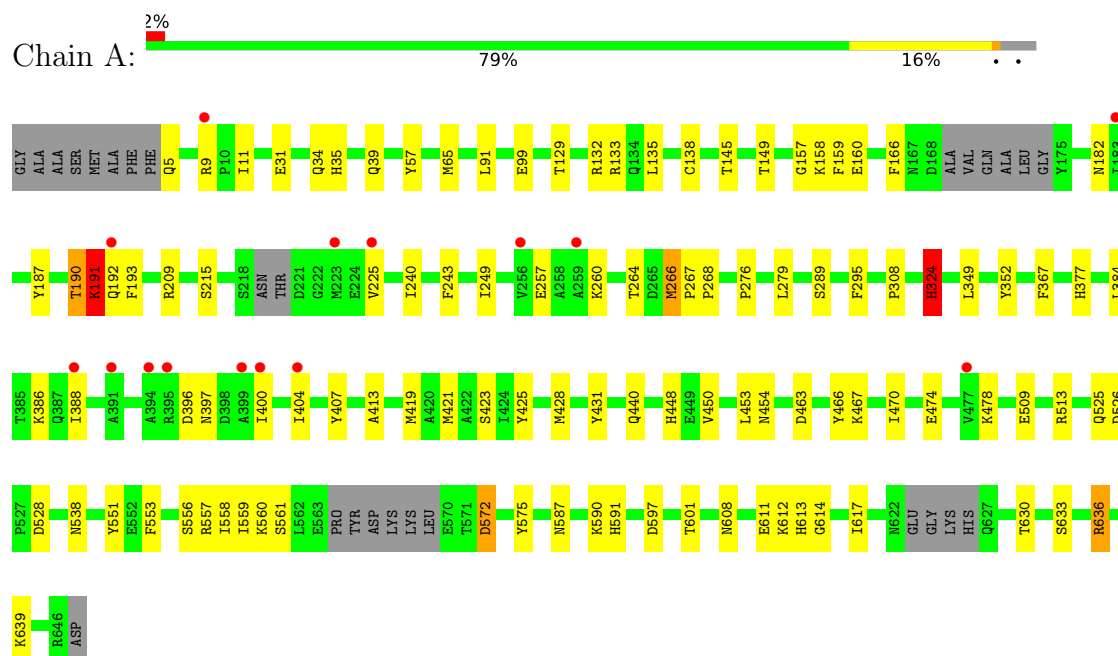 2%
Chain A:
79% 16% • •
GLY ALA ALA SER MET ALA PHE PHE Q5 R9 P10 I11 E31 Q34 H35 Q39 Y57 M65 L91 E99 T129 R132 R133 Q134 L135 C138 T145 T149 G157 K158 F159 E160 F166 N167 D168 ALA VAL GLN ALA LEU GLY Y175 N182 I183
Y187 T190 K191 Q192 F193 R209 S215 S218 ASN THR D221 G222 M223 E224 V225 I240 F243 I249 V256 E257 A258 A259 K260 T264 D265 M266 P267 P268 P276 L279 S289 F295 P308 H324 L349 Y352 F367 H377 L384
T385 K386 Q387 I388 A391 A394 R395 D396 N397 D398 A399 I400 I404 Y407 A413 M419 A420 M421 A422 S423 I424 Y425 M428 Y431 Q440 H448 E449 V450 L453 N454 D463 Y466 K467 I470 E474 V477 K478 E509 R513 Q525 D526
P527 D528 N538 Y551 E552 F553 S556 R557 I558 I559 K560 S561 L562 E563 PRO TYR ASP LYS LYS LEU E570 T571 D572 Y575 N587 K590 H591 D597 T601 N608 E611 K612 H613 G614 I617 N622 GLU GLY LYS HIS Q627 T630 S633 R636
K639 R646 ASP